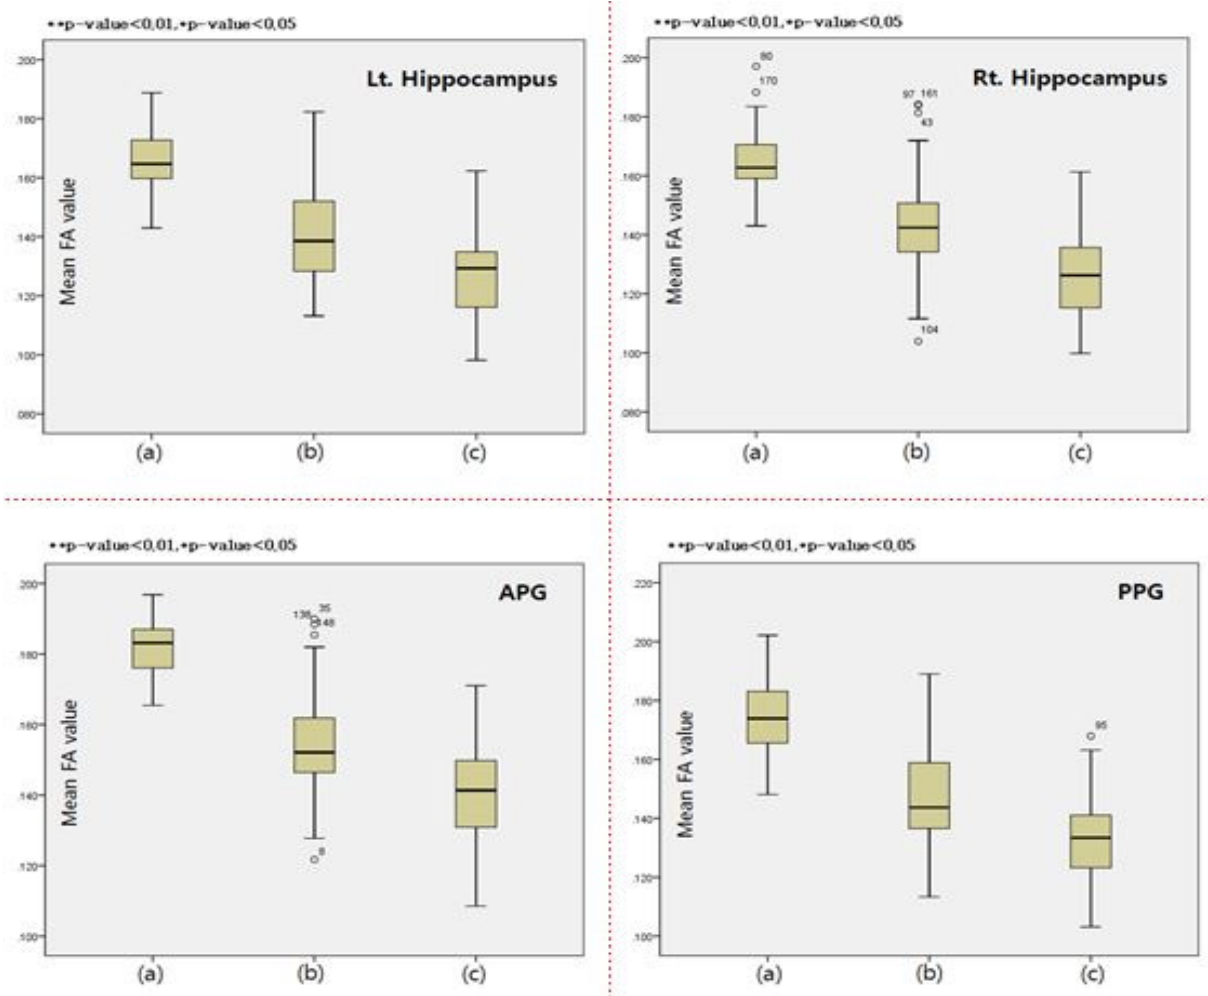 **p-value<0.01,*p-value<0.05
Lt. Hippocampus
Mean FA value
.200
.180
.160
.140
.120
.100
.080
(a) (b) (c)
**p-value<0.01,*p-value<0.05
Rt. Hippocampus
Mean FA value
.200
.180
.160
.140
.120
.100
.080
80
170
97 161
43
104
(a) (b) (c)
**p-value<0.01,*p-value<0.05
APG
Mean FA value
.200
.180
.160
.140
.120
.100
35
138 148
8
(a) (b) (c)
**p-value<0.01,*p-value<0.05
PPG
Mean FA value
.220
.200
.180
.160
.140
.120
.100
95
(a) (b) (c)